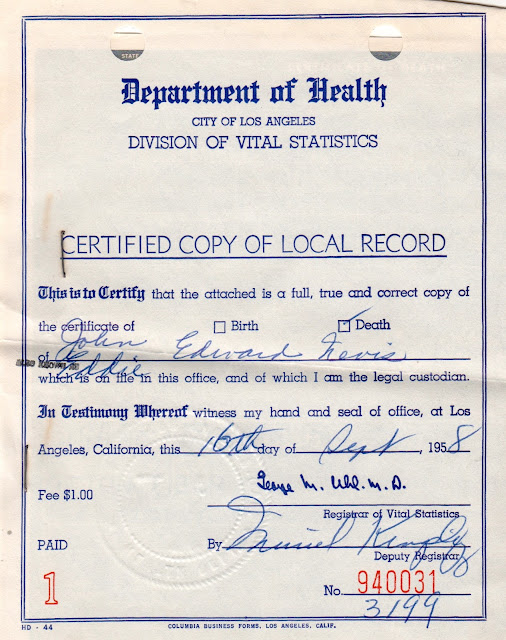 STATE
Department of Health
CITY OF LOS ANGELES
DIVISION OF VITAL STATISTICS
CERTIFIED COPY OF LOCAL RECORD
This is to Certify that the attached is a full, true and correct copy of
the certificate of Birth Death
of John Edward Nevis
Eddie
which is on file in this office, and of which I am the legal custodian.
In Testimony Whereof witness my hand and seal of office, at Los
Angeles, California, this 16th day of Sept, 1958
Fee $1.00
George M. Uhl. M.D.
Registrar of Vital Statistics
PAID
By Muriel
Deputy Registrar
1
No. 940031
3199
HD - 44
COLUMBIA BUSINESS FORMS, LOS ANGELES, CALIF.